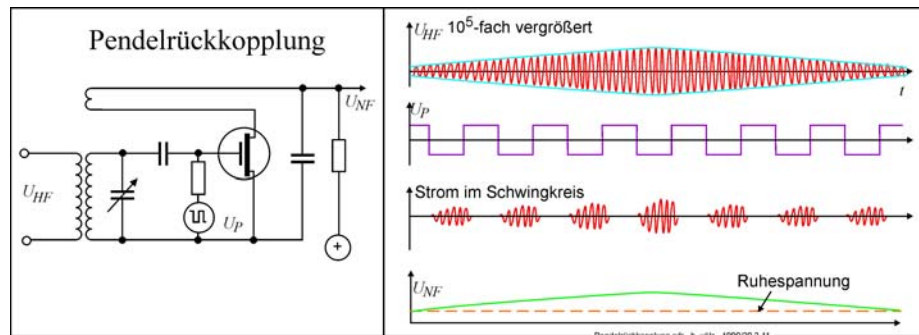 Pendelrückkopplung
U_NF
U_HF
U_P
+
U_HF 10^5-fach vergrößert
t
U_P
Strom im Schwingkreis
Ruhespannung
U_NF